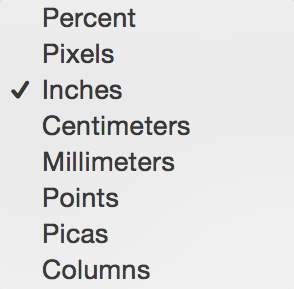 Percent
Pixels
✓ Inches
Centimeters
Millimeters
Points
Picas
Columns